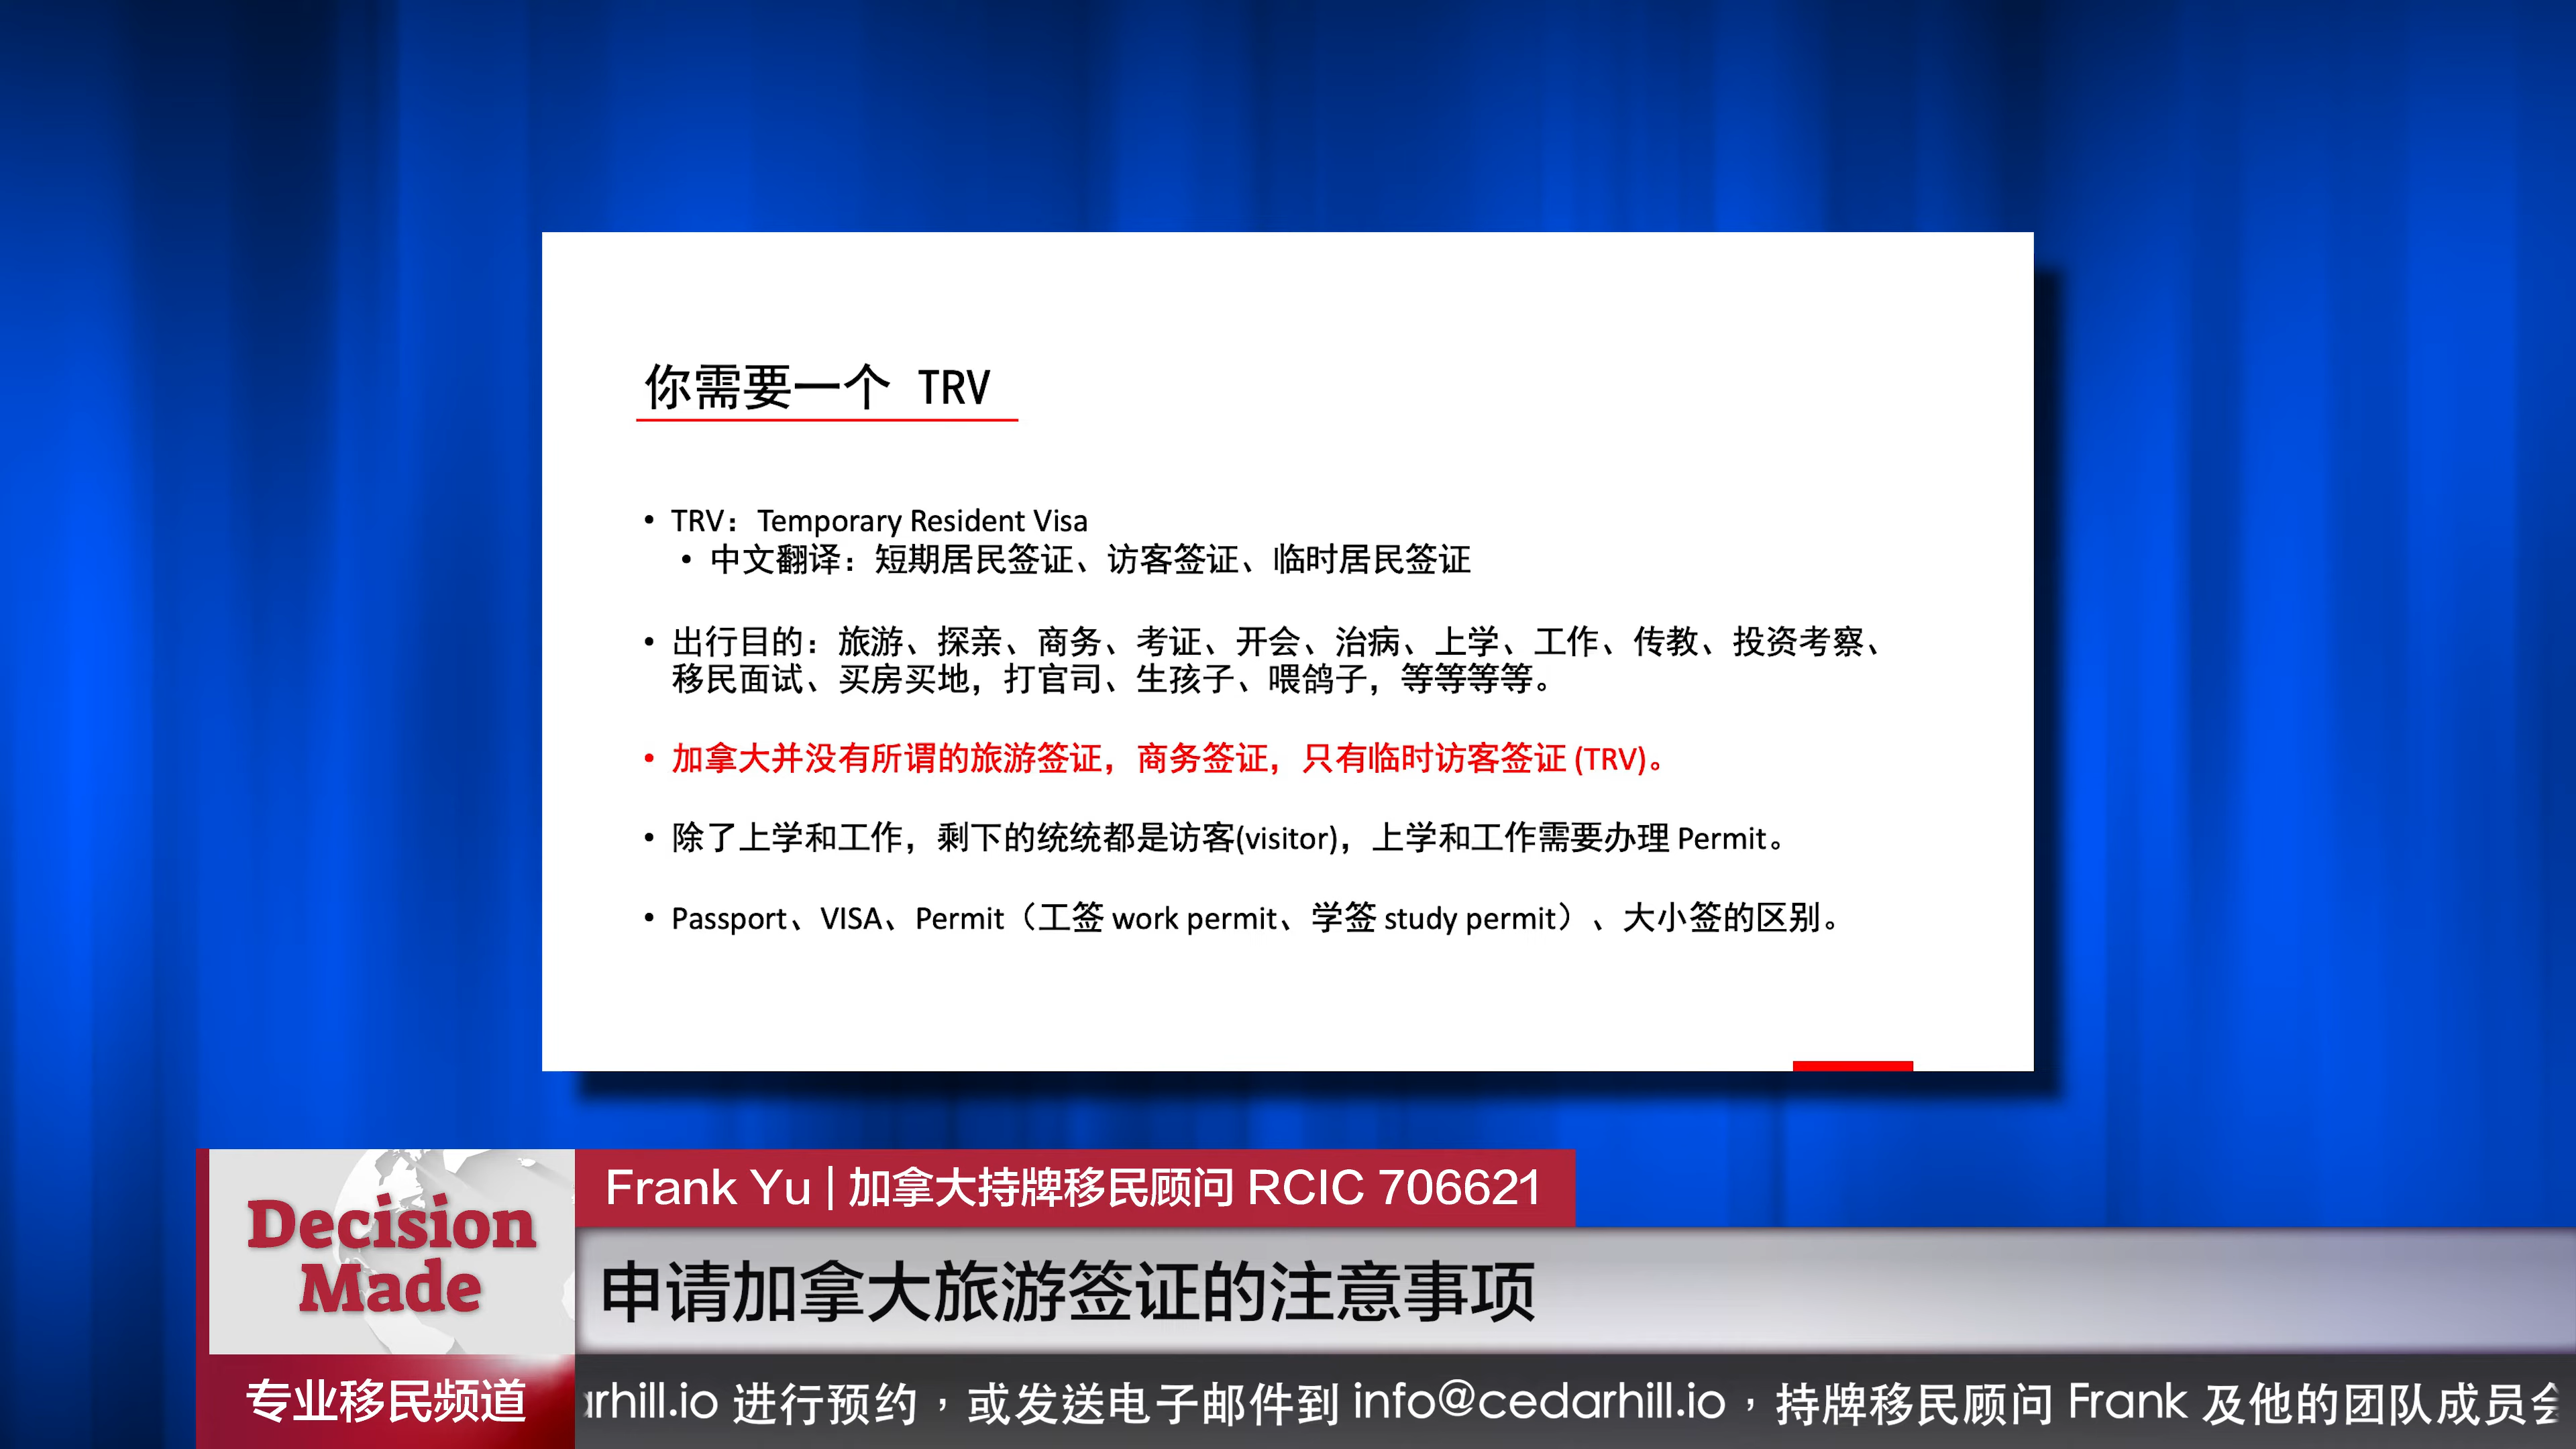 你需要一个 TRV
• TRV：Temporary Resident Visa
• 中文翻译：短期居民签证、访客签证、临时居民签证
• 出行目的：旅游、探亲、商务、考证、开会、治病、上学、工作、传教、投资考察、
移民面试、买房买地，打官司、生孩子、喂鸽子，等等等等。
• 加拿大并没有所谓的旅游签证，商务签证，只有临时访客签证 (TRV)。
• 除了上学和工作，剩下的统统都是访客(visitor)，上学和工作需要办理 Permit。
• Passport、VISA、Permit（工签 work permit、学签 study permit）、大小签的区别。
Frank Yu | 加拿大持牌移民顾问 RCIC 706621
Decision
Made
申请加拿大旅游签证的注意事项
专业移民频道
arhill.io 进行预约，或发送电子邮件到 info@cedarhill.io，持牌移民顾问 Frank 及他的团队成员会